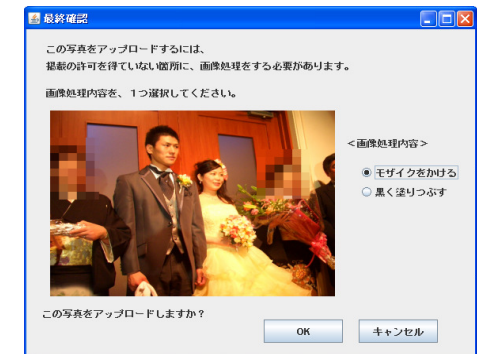 最終確認
この写真をアップロードするには、
掲載の許可を得ていない箇所に、画像処理をする必要があります。
画像処理内容を、1つ選択してください。
＜画像処理内容＞
モザイクをかける
黒く塗りつぶす
この写真をアップロードしますか？
OK
キャンセル